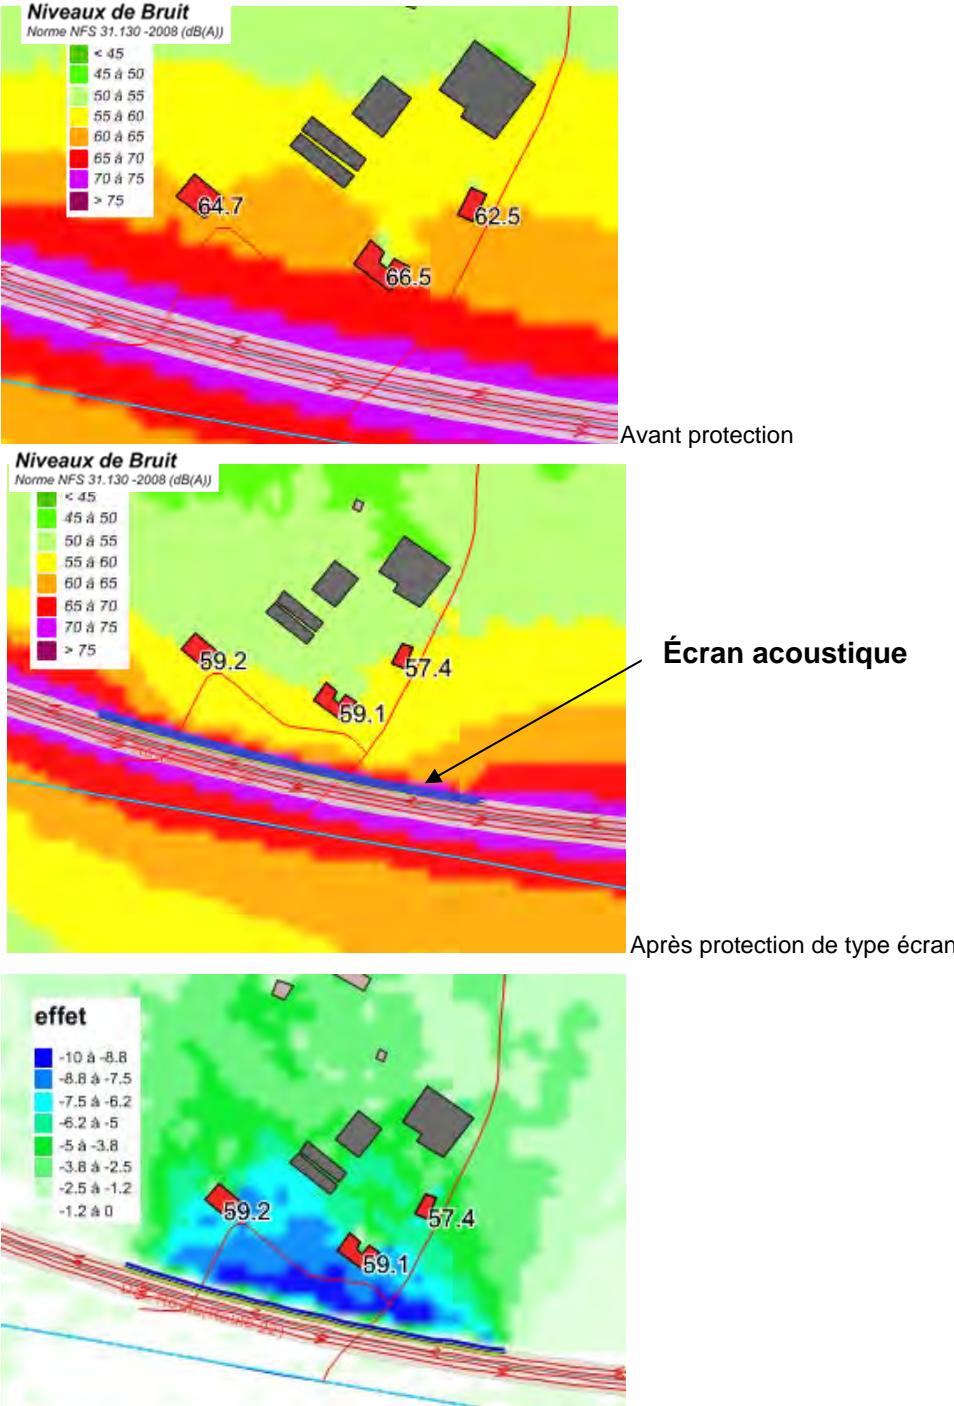 Niveaux de Bruit
Norme NFS 31.130 -2008 (dB(A))
< 45
45 à 50
50 à 55
55 à 60
60 à 65
65 à 70
70 à 75
> 75
64.7
62.5
66.5
Avant protection
Niveaux de Bruit
Norme NFS 31.130 -2008 (dB(A))
< 45
45 à 50
50 à 55
55 à 60
60 à 65
65 à 70
70 à 75
> 75
59.2
57.4
59.1
Écran acoustique
Après protection de type écran
effet
-10 à -8.8
-8.8 à -7.5
-7.5 à -6.2
-6.2 à -5
-5 à -3.8
-3.8 à -2.5
-2.5 à -1.2
-1.2 à 0
59.2
57.4
59.1